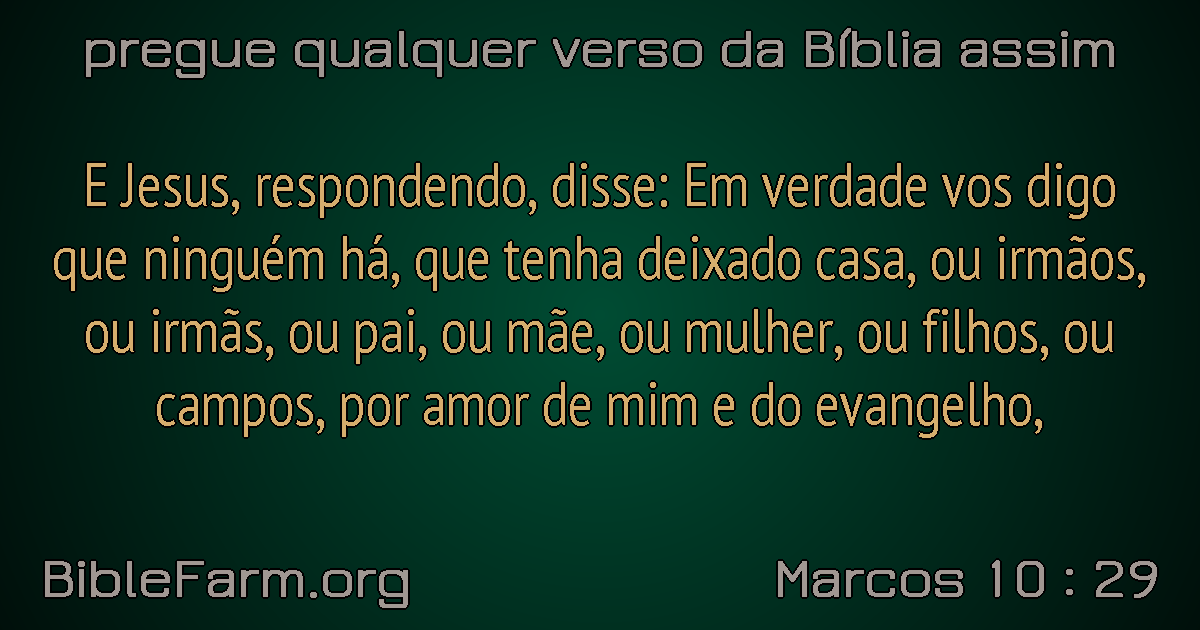 pregue qualquer verso da Bíblia assim
E Jesus, respondendo, disse: Em verdade vos digo
que ninguém há, que tenha deixado casa, ou irmãos,
ou irmãs, ou pai, ou mãe, ou mulher, ou filhos, ou
campos, por amor de mim e do evangelho,
BibleFarm.org
Marcos 10 : 29